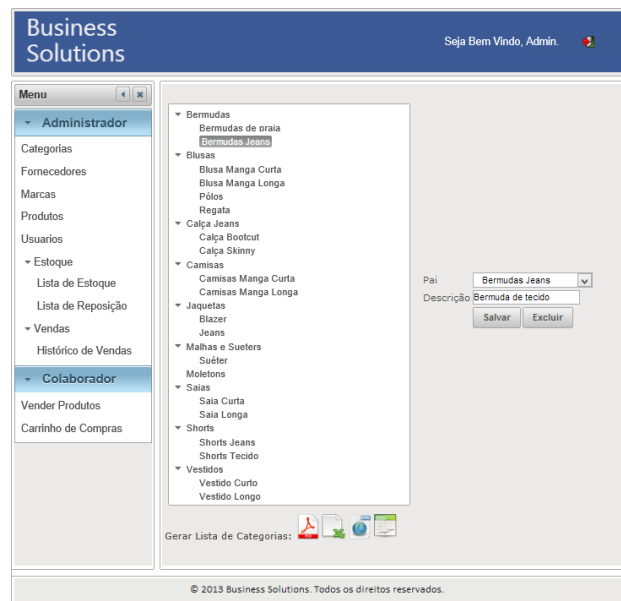 Business
Solutions
Seja Bem Vindo, Admin.
Menu
Administrador
Categorias
Fornecedores
Marcas
Produtos
Usuarios
Estoque
Lista de Estoque
Lista de Reposição
Vendas
Histórico de Vendas
Colaborador
Vender Produtos
Carrinho de Compras
Bermudas
Bermudas de praia
Bermudas Jeans
Blusas
Blusa Manga Curta
Blusa Manga Longa
Pólos
Regata
Calça Jeans
Calça Bootcut
Calça Skinny
Camisas
Camisas Manga Curta
Camisas Manga Longa
Jaquetas
Blazer
Jeans
Malhas e Sueters
Suéter
Moletons
Saias
Saia Curta
Saia Longa
Shorts
Shorts Jeans
Shorts Tecido
Vestidos
Vestido Curto
Vestido Longo
Pai Bermudas Jeans
Descrição Bermuda de tecido
Salvar Excluir
Gerar Lista de Categorias: PDF
© 2013 Business Solutions. Todos os direitos reservados.